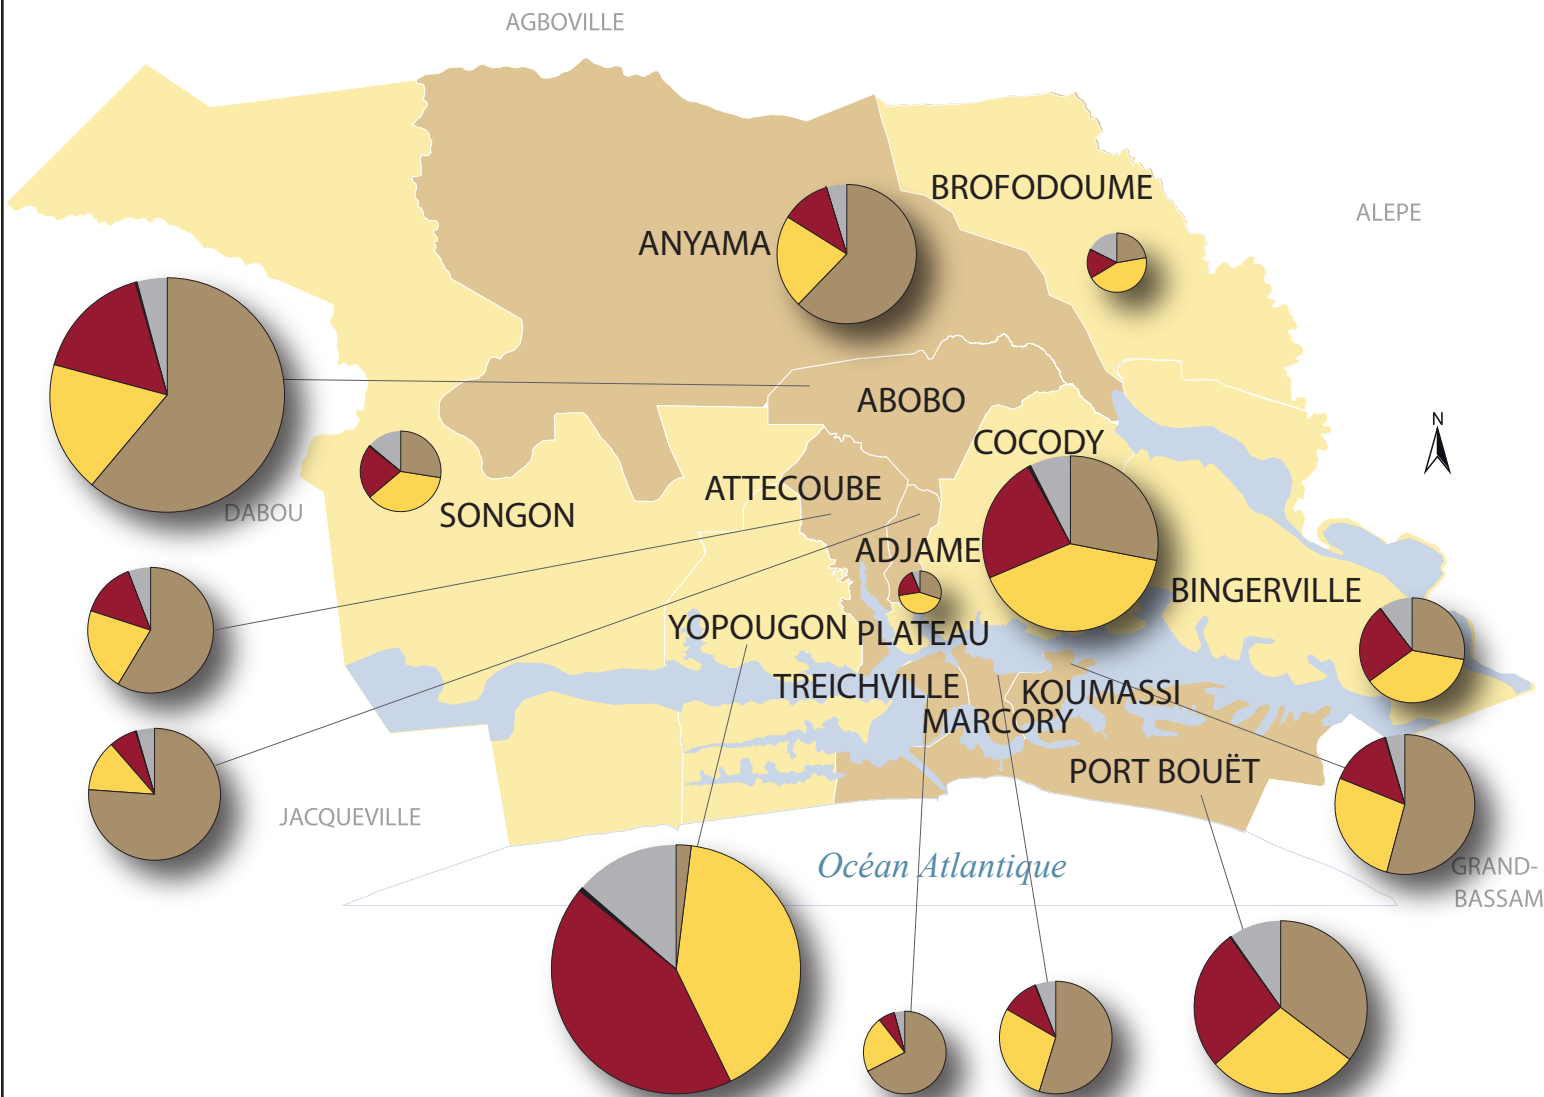 AGBOVILLE
BROFODOUME
ALEPE
ANYAMA
ABOBO
N
COCODY
ATTECOUBE
DABOU
SONGON
ADJAME
BINGERVILLE
YOPOUGON
PLATEAU
TREICHVILLE
KOUMASSI
MARCORY
PORT BOUËT
JACQUEVILLE
Océan Atlantique
GRAND-
BASSAM